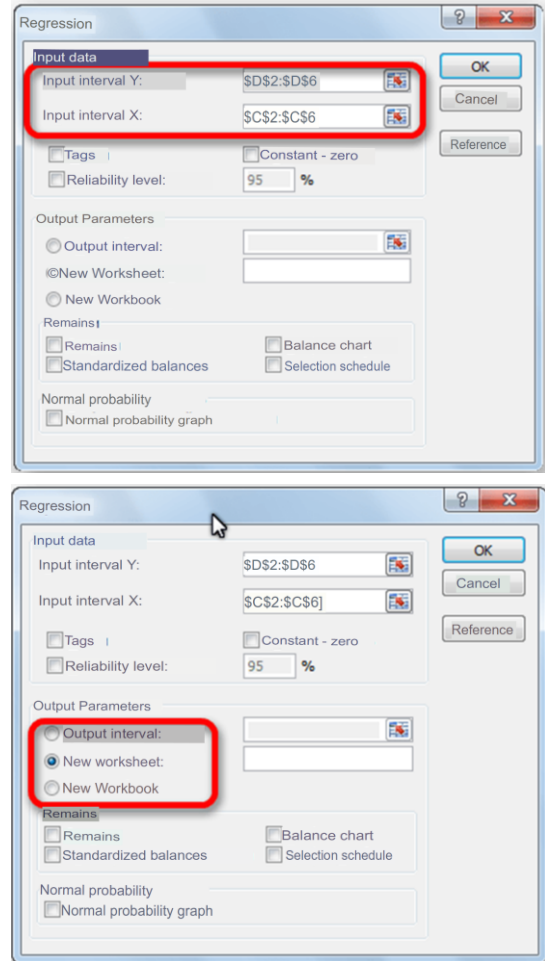 Regression
Input data
Input interval Y: $D$2:$D$6
OK
Input interval X: $C$2:$C$6
Cancel
Tags Constant - zero
Reference
Reliability level: 95 %
Output Parameters
Output interval:
©New Worksheet:
New Workbook
Remains
Remains Balance chart
Standardized balances Selection schedule
Normal probability
Normal probability graph
Regression
Input data
Input interval Y: $D$2:$D$6
OK
Input interval X: $C$2:$C$6]
Cancel
Tags Constant - zero
Reference
Reliability level: 95 %
Output Parameters
Output interval:
New worksheet:
New Workbook
Remains
Remains Balance chart
Standardized balances Selection schedule
Normal probability
Normal probability graph